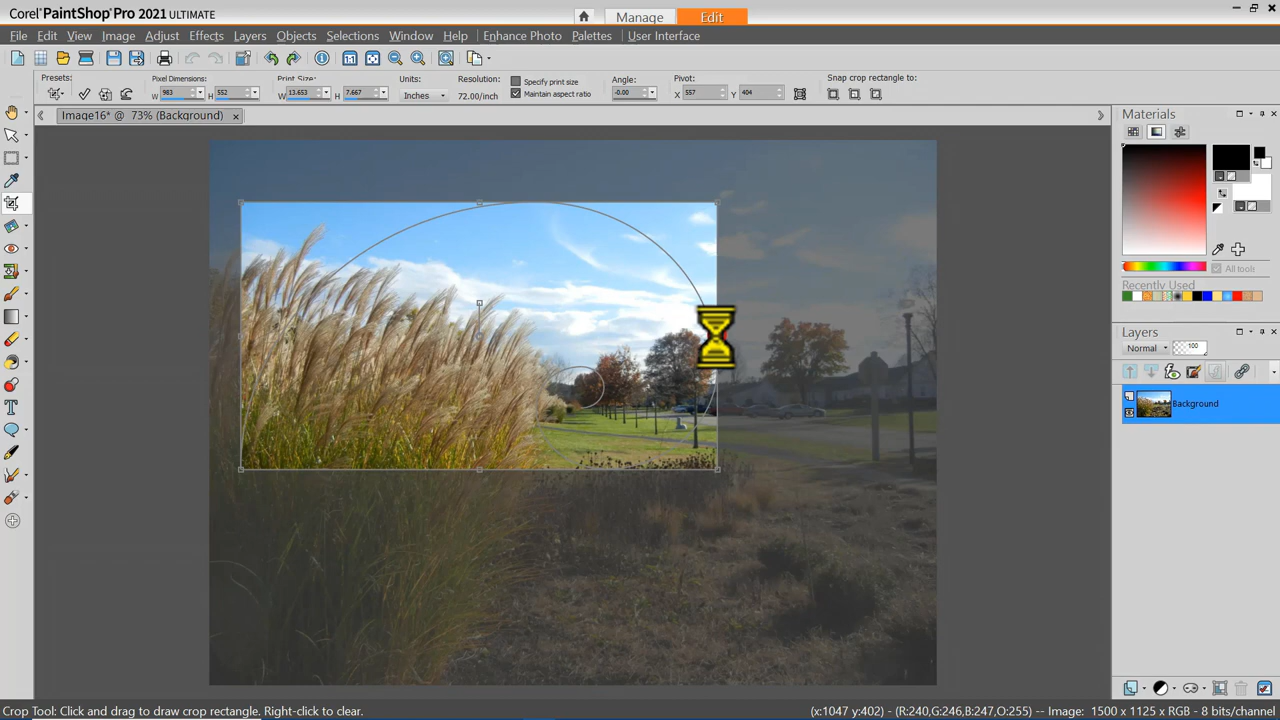 Corel® PaintShop® Pro 2021 ULTIMATE
Manage
Edit
File Edit View Image Adjust Effects Layers Objects Selections Window Help Enhance Photo Palettes User Interface
Presets: Pixel Dimensions: Print Size: Units: Resolution: Specify print size Angle: Pivot: Snap crop rectangle to:
W 983 H 552 W 13.653 H 7.667 Inches 72.00/inch Maintain aspect ratio -0.00 X 557 Y 404
Image16* @ 73% (Background)
Materials
All tools
Recently Used
Layers
Normal 100
Background
Crop Tool: Click and drag to draw crop rectangle. Right-click to clear.
(x:1047 y:402) - (R:240,G:246,B:247,O:255) -- Image: 1500 x 1125 x RGB - 8 bits/channel